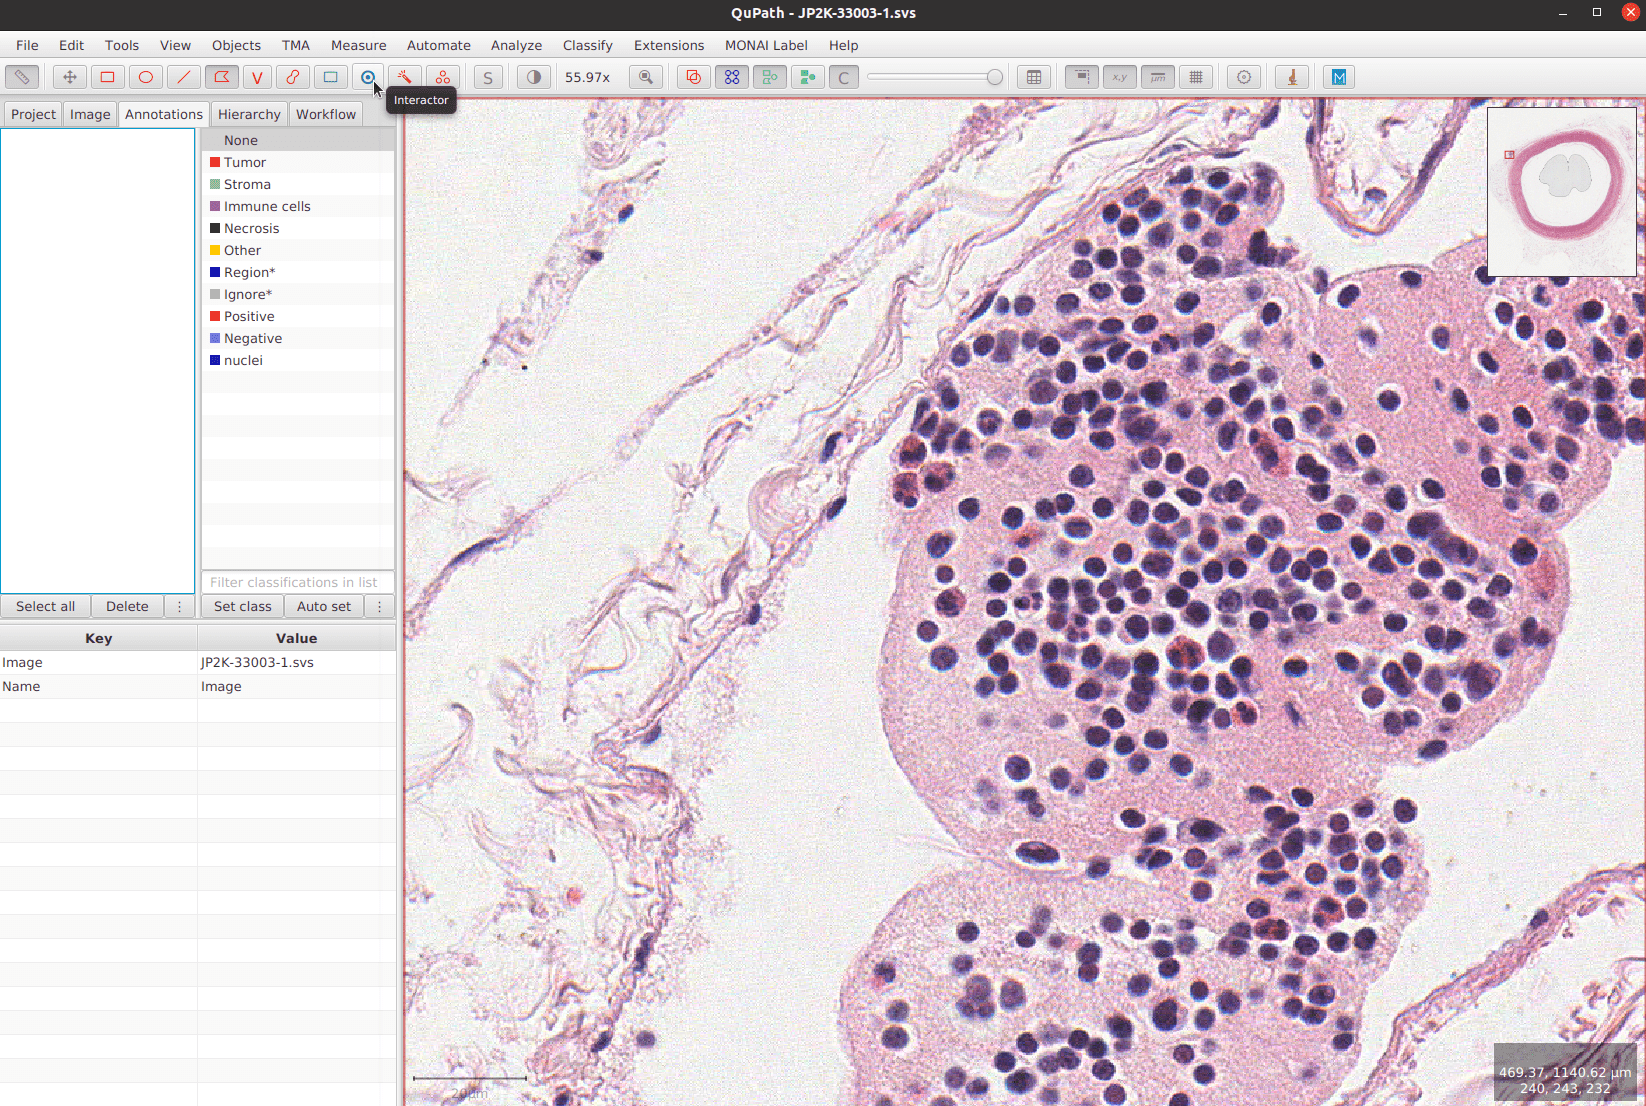 QuPath - JP2K-33003-1.svs
File Edit Tools View Objects TMA Measure Automate Analyze Classify Extensions MONAI Label Help
V S 55.97x C x,y µm M
Interactor
Project Image Annotations Hierarchy Workflow
None
Tumor
Stroma
Immune cells
Necrosis
Other
Region*
Ignore*
Positive
Negative
nuclei
Filter classifications in list
Select all Delete ⋮ Set class Auto set ⋮
Key Value
Image JP2K-33003-1.svs
Name Image
20µm
469.37, 1140.62 µm
240, 243, 232